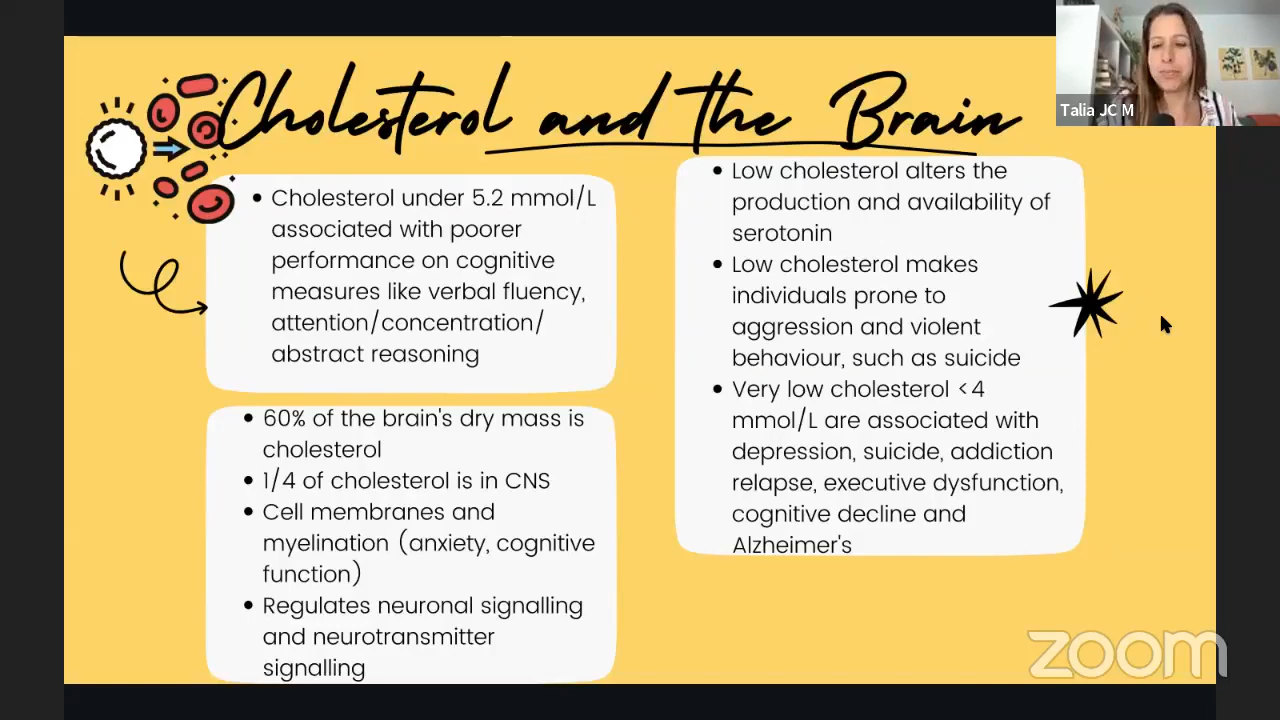 Cholesterol and the Brain
Talia JC M
• Cholesterol under 5.2 mmol/L
associated with poorer
performance on cognitive
measures like verbal fluency,
attention/concentration/
abstract reasoning
• 60% of the brain's dry mass is
cholesterol
• 1/4 of cholesterol is in CNS
• Cell membranes and
myelination (anxiety, cognitive
function)
• Regulates neuronal signalling
and neurotransmitter
signalling
• Low cholesterol alters the
production and availability of
serotonin
• Low cholesterol makes
individuals prone to
aggression and violent
behaviour, such as suicide
• Very low cholesterol <4
mmol/L are associated with
depression, suicide, addiction
relapse, executive dysfunction,
cognitive decline and
Alzheimer's
zoom